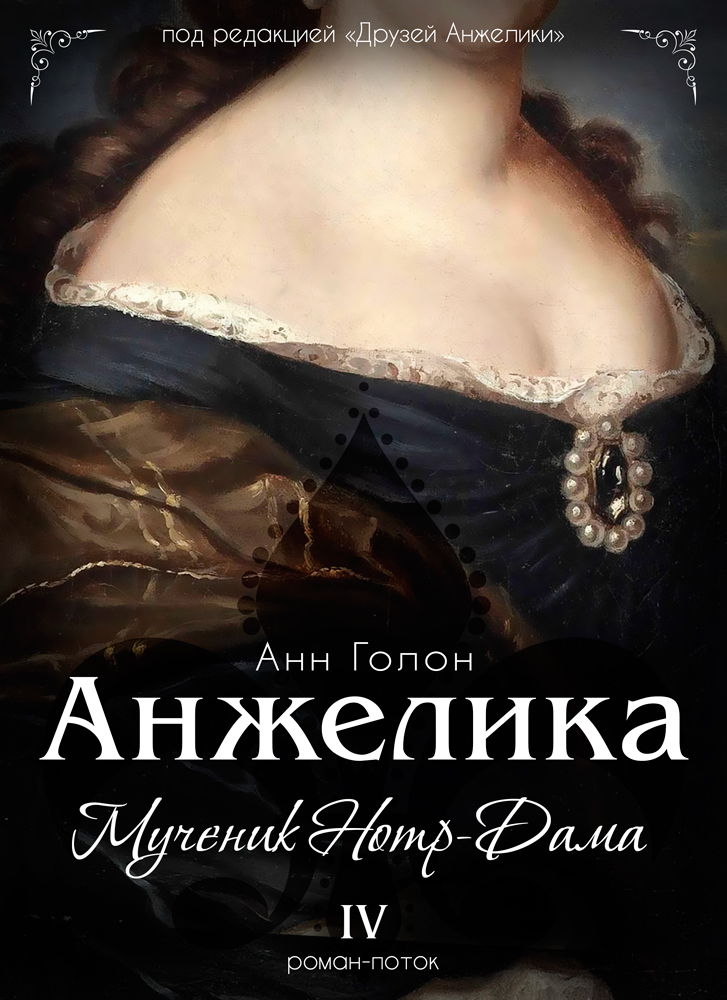 под редакцией «Друзей Анжелики»
Анн Голон
Анжелика
Мученик Нотр-Дама
IV
роман-поток